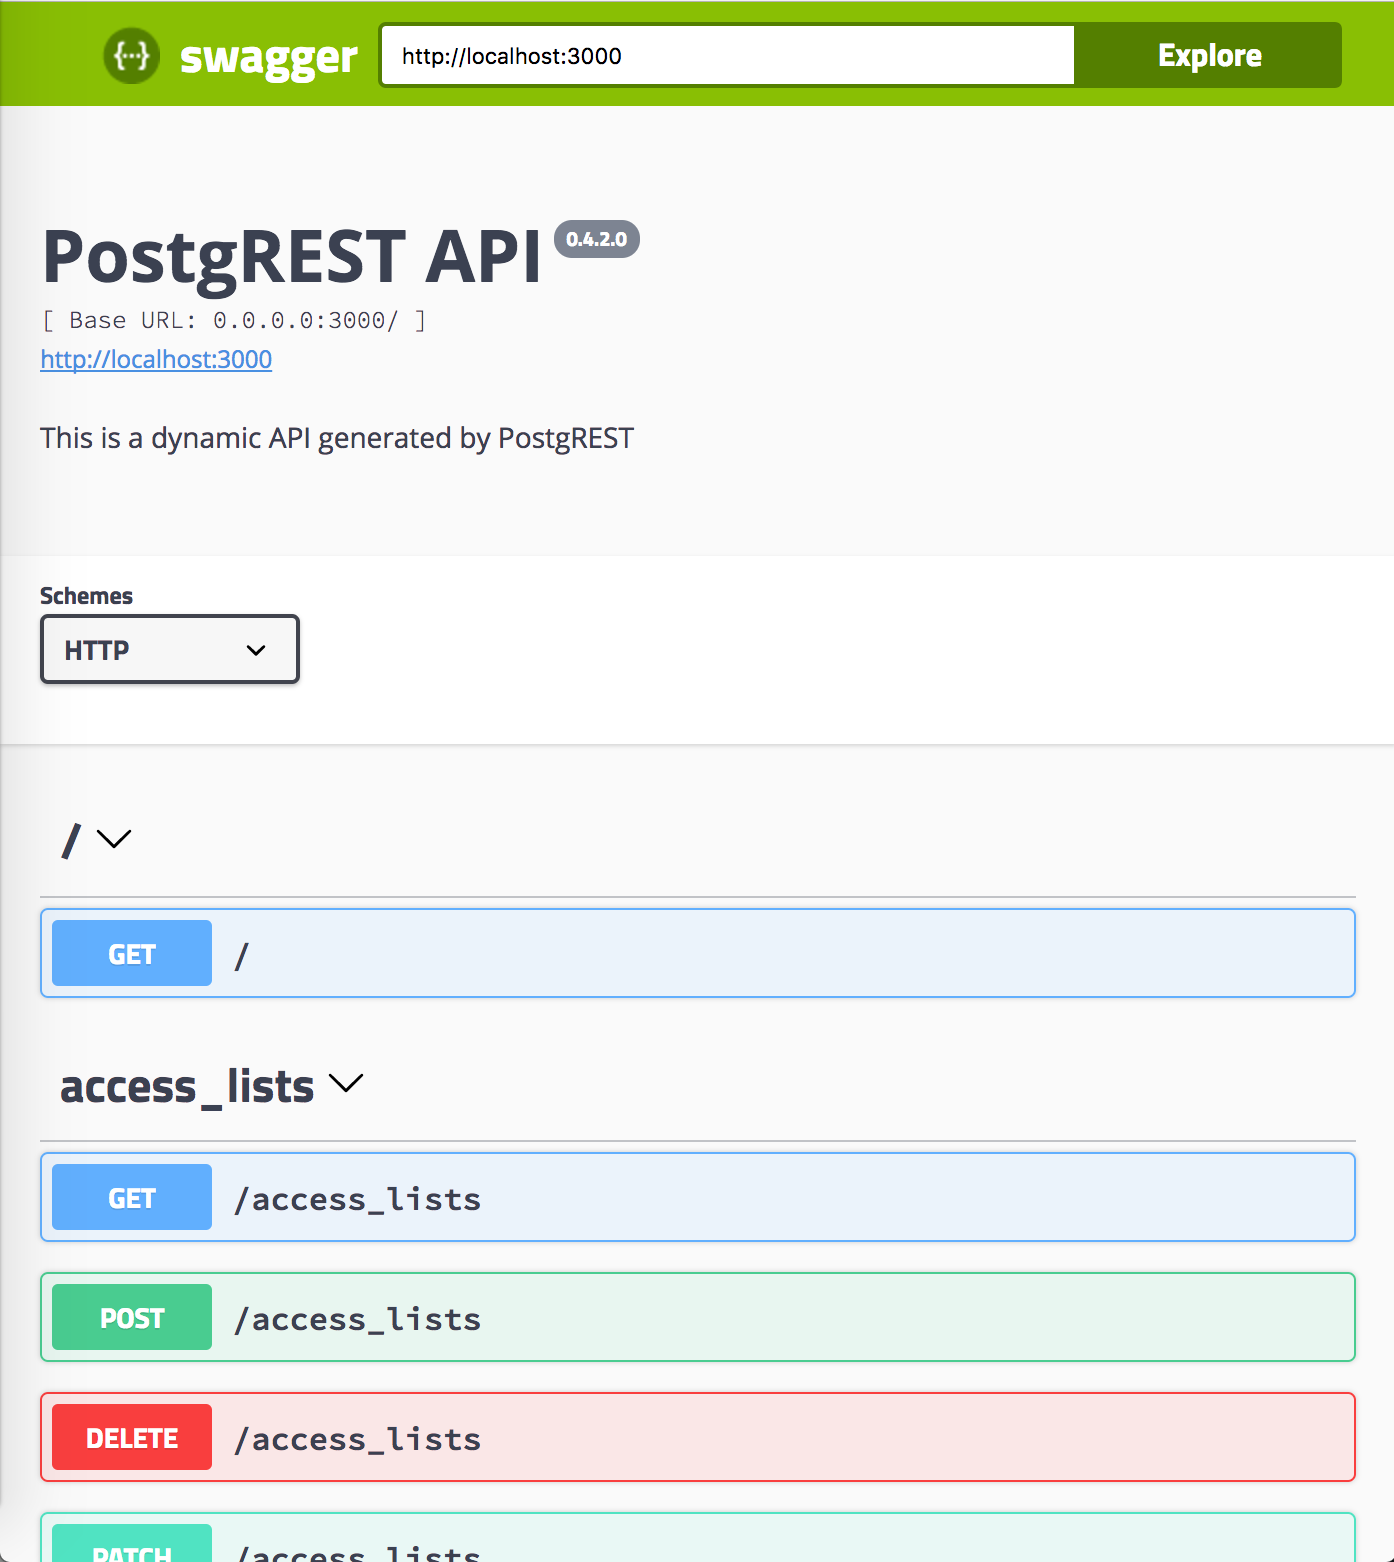 {...} swagger http://localhost:3000 Explore
PostgREST API 0.4.2.0
[ Base URL: 0.0.0.0:3000/ ]
http://localhost:3000
This is a dynamic API generated by PostgREST
Schemes
HTTP
/
GET /
access_lists
GET /access_lists
POST /access_lists
DELETE /access_lists
PATCH /access_lists